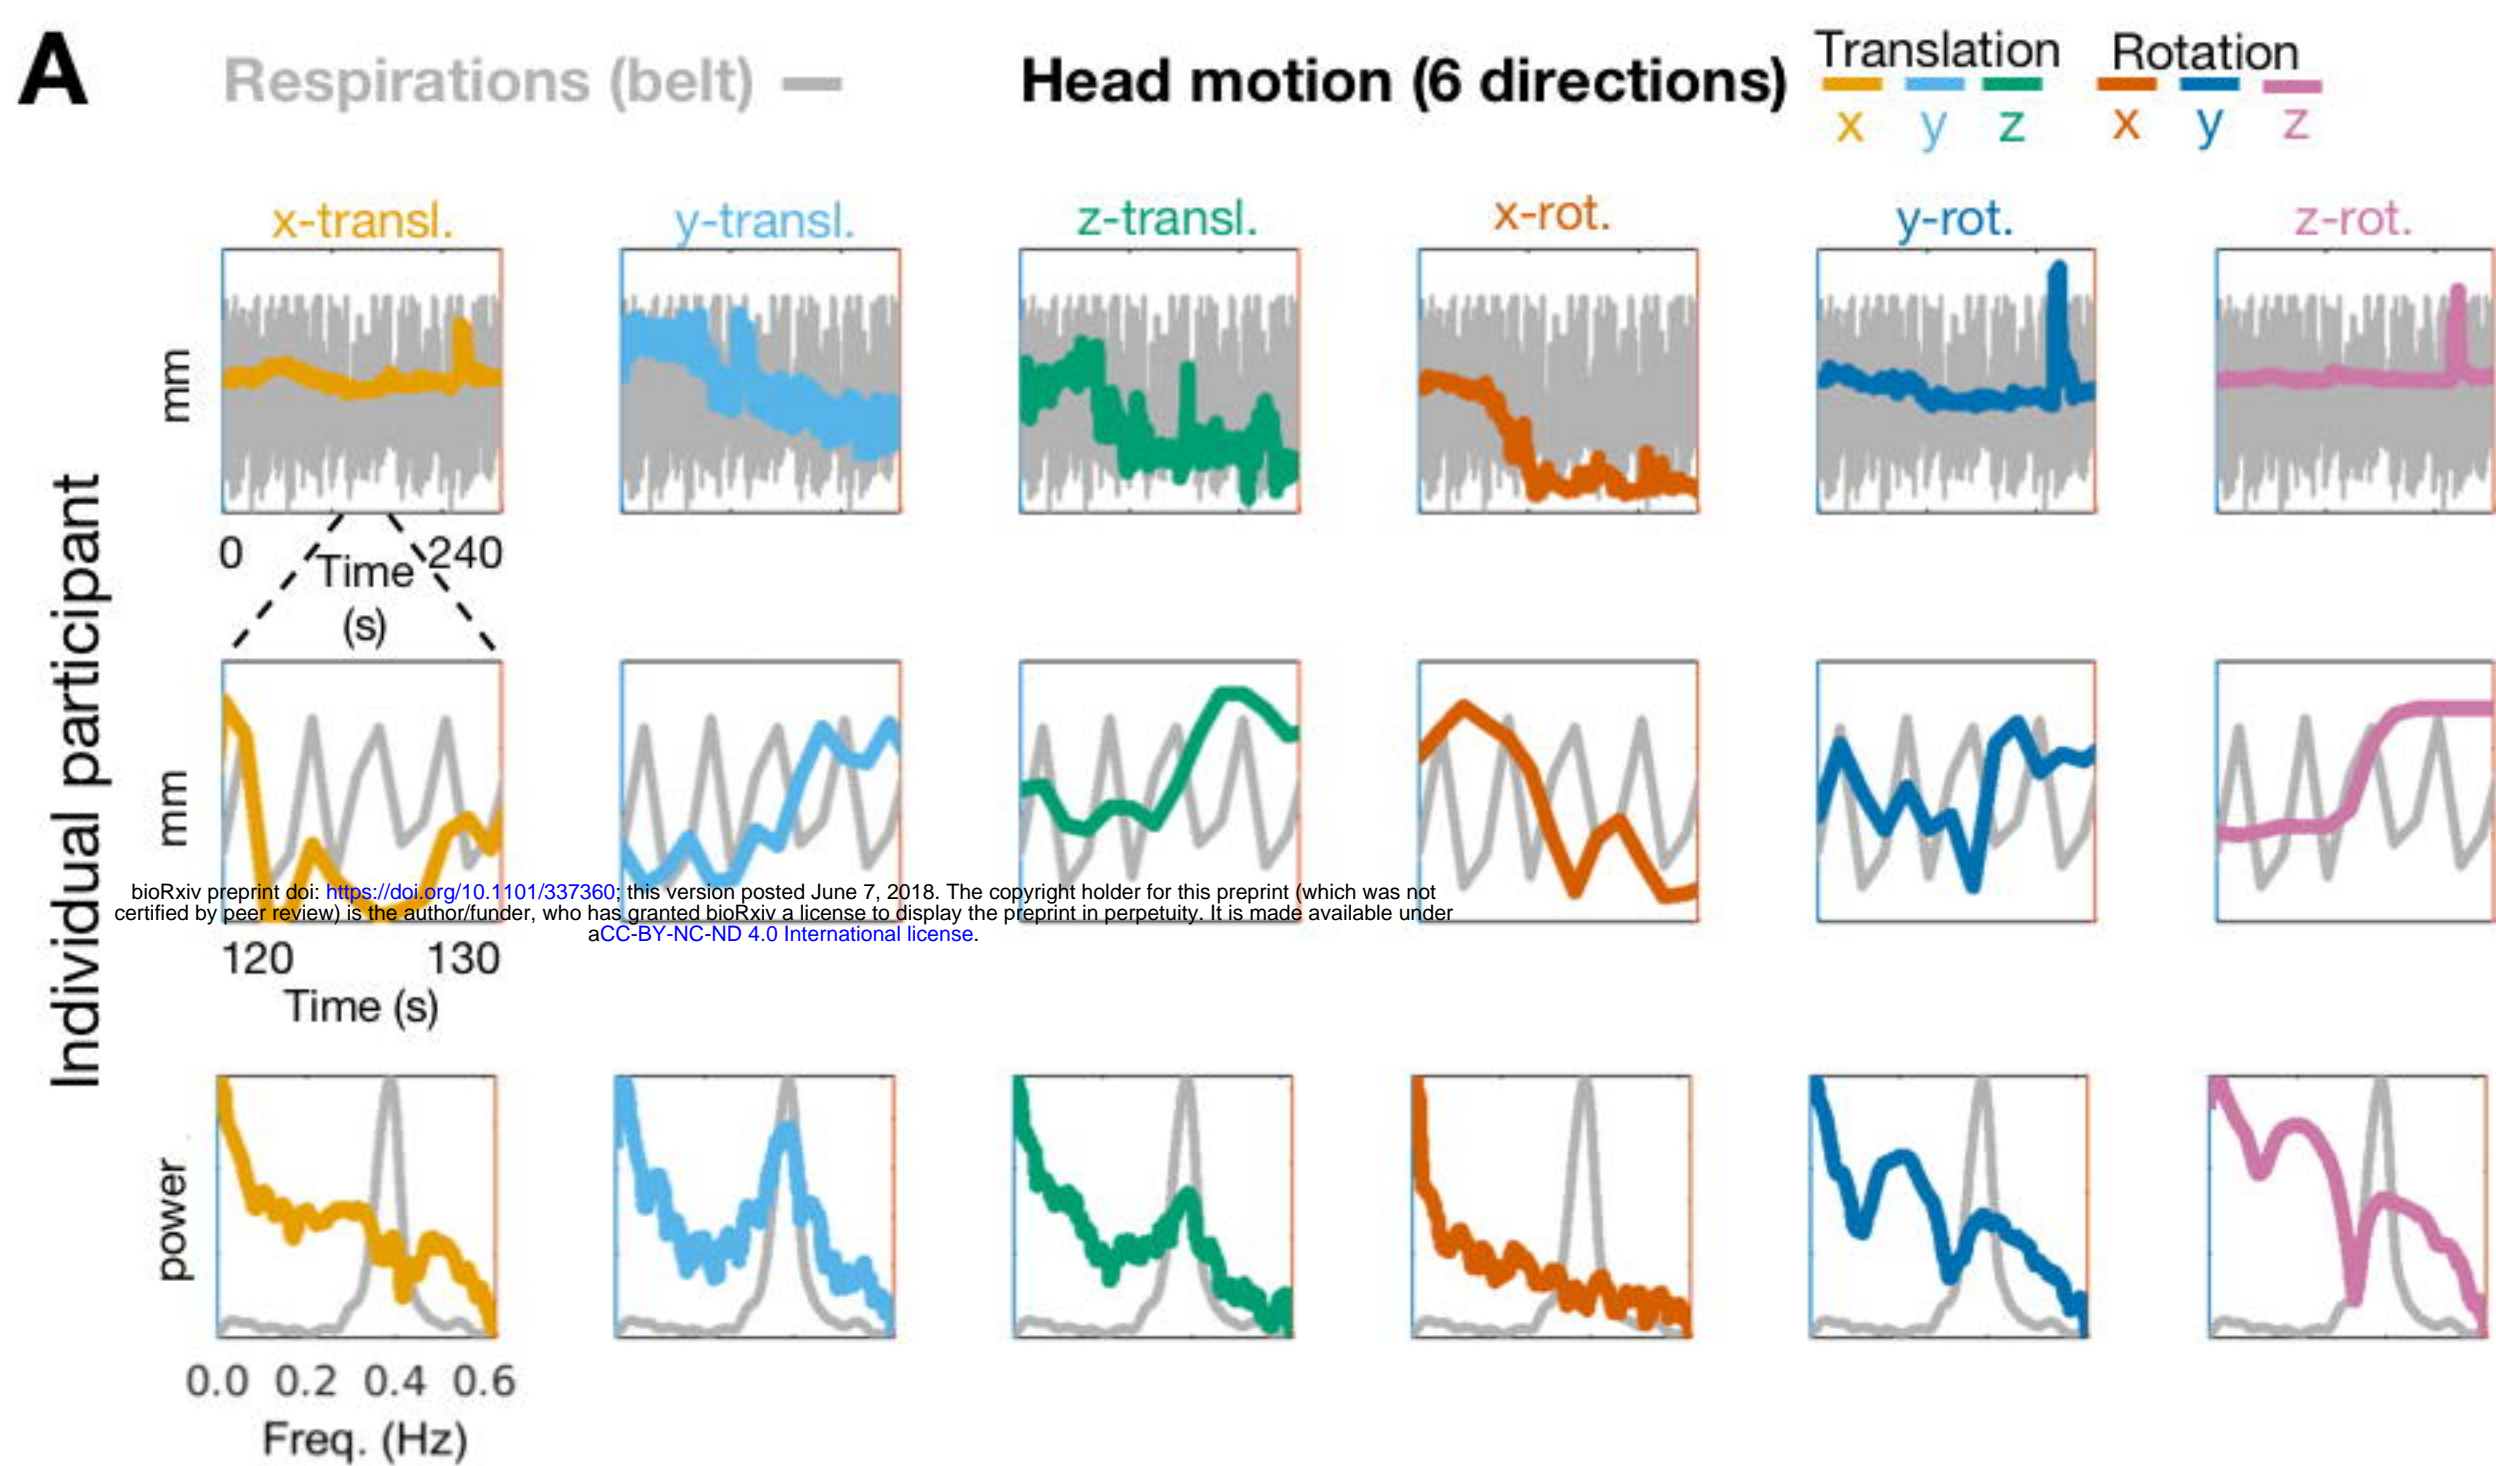 A
Respirations (belt)
Head motion (6 directions)
Translation Rotation
x y z x y z
x-transl. y-transl. z-transl. x-rot. y-rot. z-rot.
Individual participant
mm
0 240
Time
(s)
mm
bioRxiv preprint doi: https://doi.org/10.1101/337360; this version posted June 7, 2018. The copyright holder for this preprint (which was not
certified by peer review) is the author/funder, who has granted bioRxiv a license to display the preprint in perpetuity. It is made available under
aCC-BY-NC-ND 4.0 International license.
120 130
Time (s)
power
0.0 0.2 0.4 0.6
Freq. (Hz)